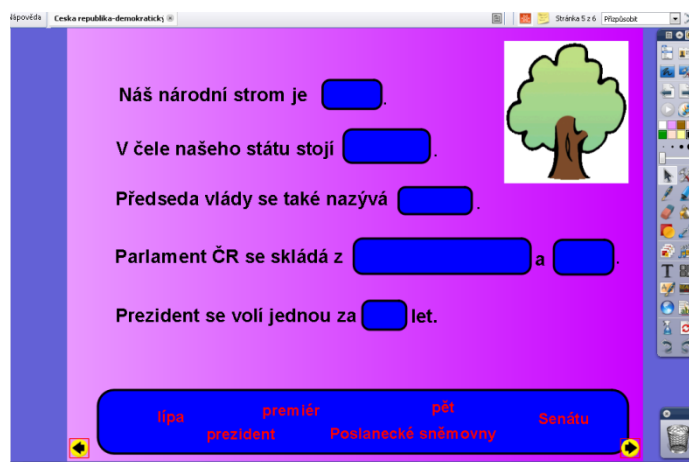 Nápověda Ceska republika-demokratický Stránka 5 z 6 Přizpůsobit
Náš národní strom je .
V čele našeho státu stojí .
Předseda vlády se také nazývá .
Parlament ČR se skládá z a .
Prezident se volí jednou za let.
lípa premiér pět Senátu
prezident Poslanecké sněmovny
T